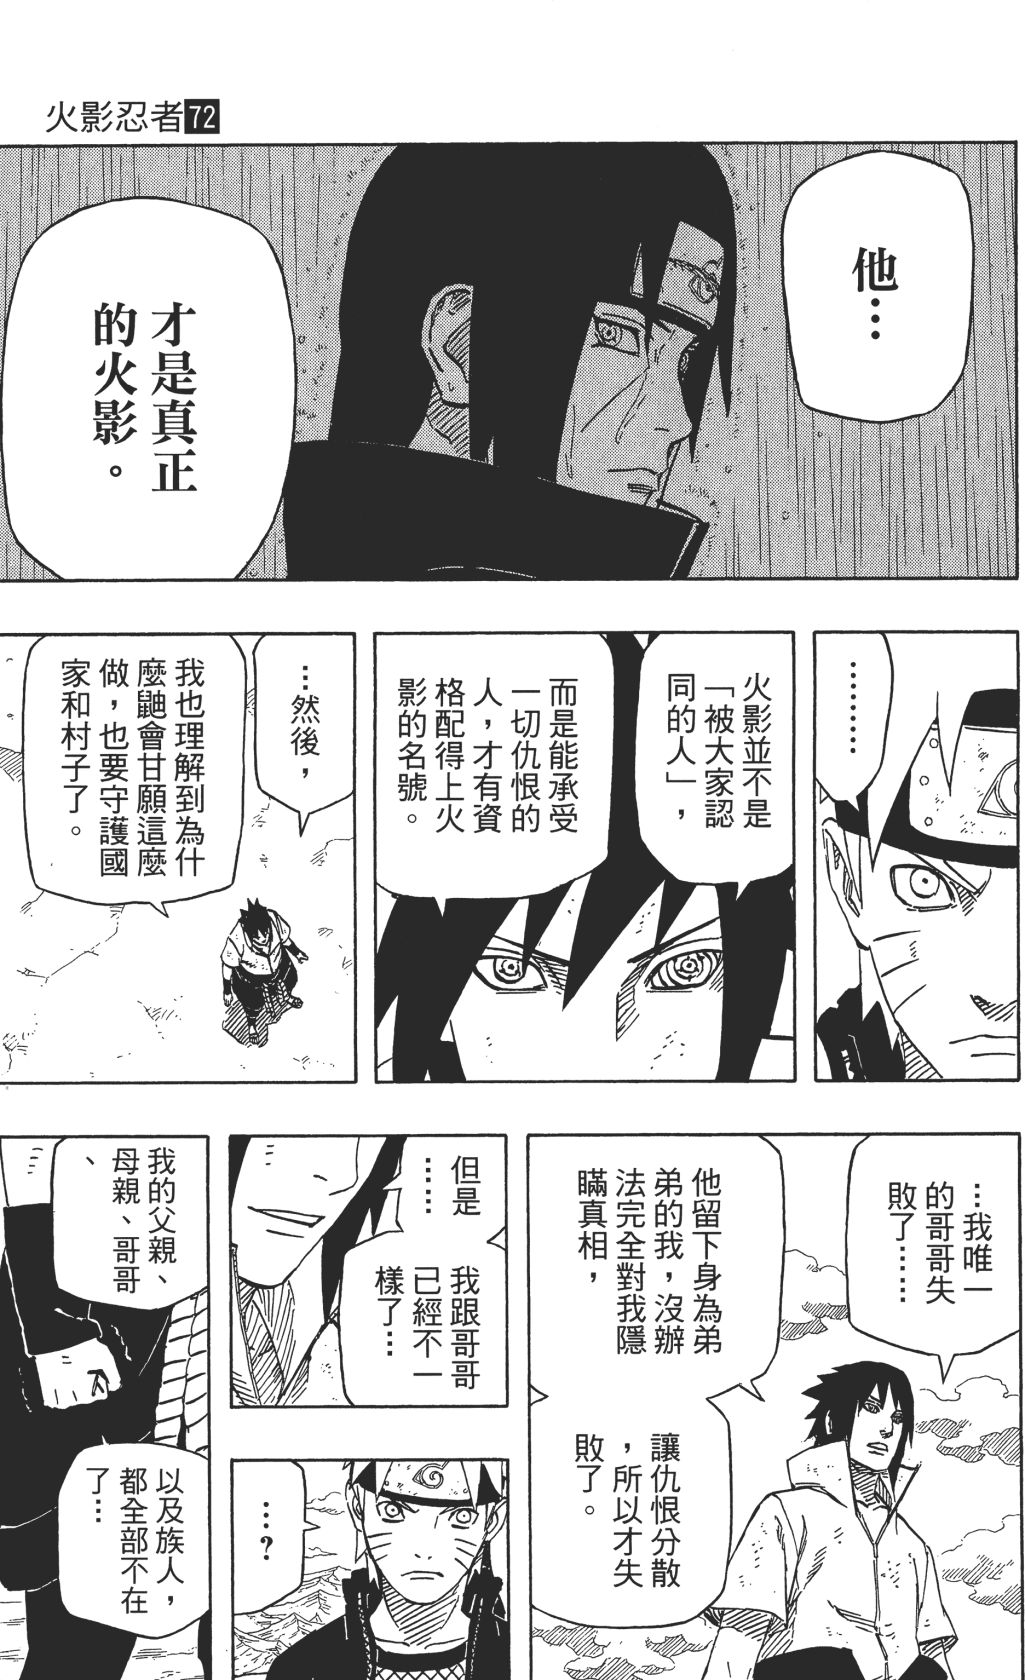 火影忍者72
他…
才是真正
的火影。
………
火影並不是
「被大家認
同的人」，
而是能承受
一切仇恨的
人，才有資
格配得上火
影的名號。
…然後，
我也理解到為什
麼鼬會甘願這麼
做，也要守護國
家和村子了。
…我唯一
的哥哥失
敗了……
他留下身為弟
弟的我，沒辦
法完全對我隱
瞞真相，
讓仇恨分散
，所以才失
敗了。
但是
……
我跟哥哥
已經不一
樣了…
…？
我的父親、
母親、哥哥
、
以及族人，
都全部不在
了…